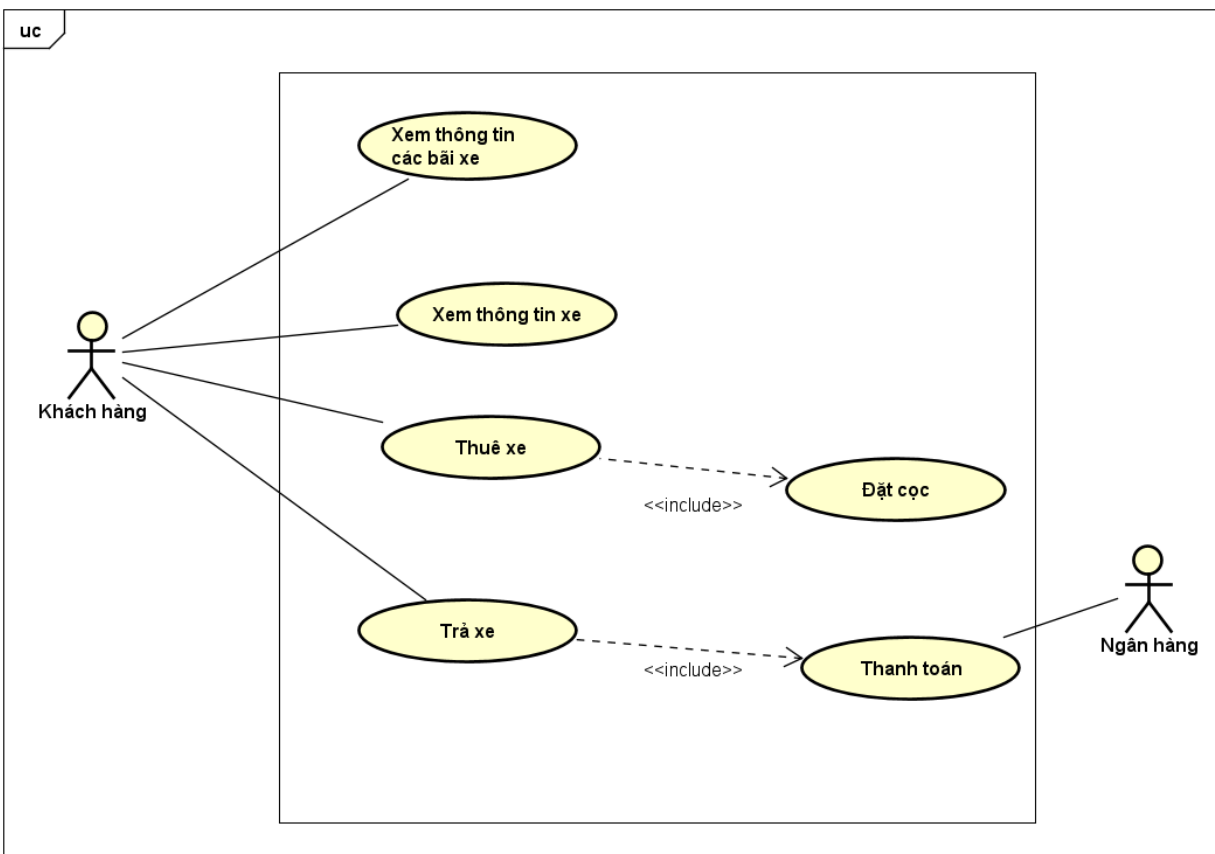 uc
Xem thông tin
các bãi xe
Xem thông tin xe
Khách hàng
Thuê xe
Đặt cọc
<<include>>
Trả xe
Ngân hàng
<<include>>
Thanh toán